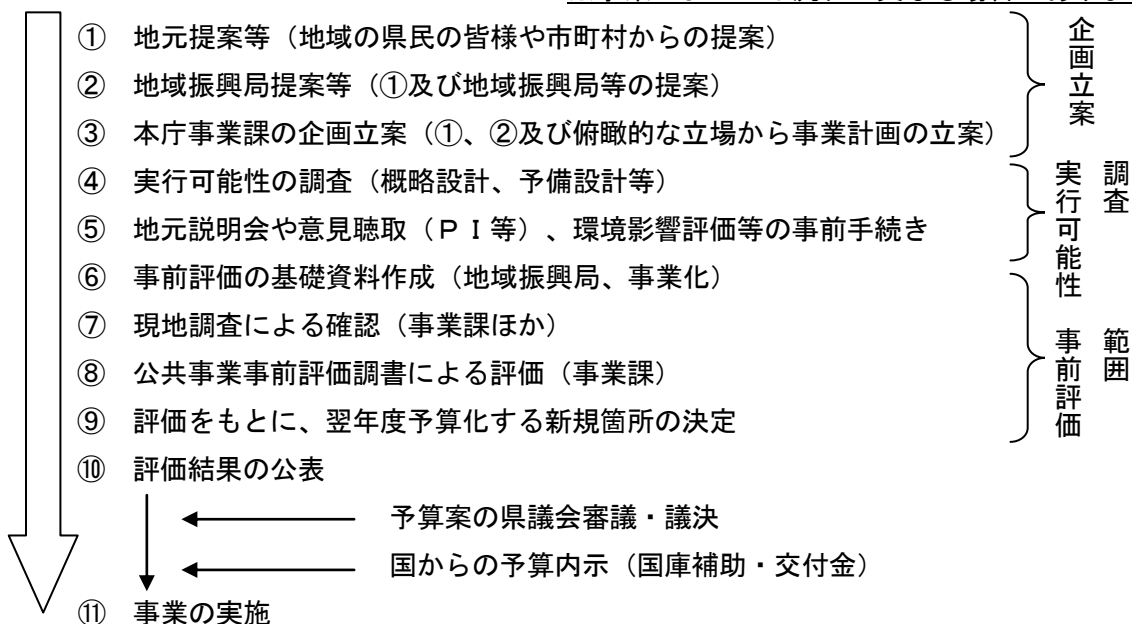 ① 地元提案等（地域の県民の皆様や市町村からの提案）
② 地域振興局提案等（①及び地域振興局等の提案）
③ 本庁事業課の企画立案（①、②及び俯瞰的な立場から事業計画の立案）
企画立案
④ 実行可能性の調査（概略設計、予備設計等）
⑤ 地元説明会や意見聴取（ＰＩ等）、環境影響評価等の事前手続き
実行可能性
調査
⑥ 事前評価の基礎資料作成（地域振興局、事業化）
⑦ 現地調査による確認（事業課ほか）
⑧ 公共事業事前評価調書による評価（事業課）
⑨ 評価をもとに、翌年度予算化する新規箇所の決定
事前評価
範囲
⑩ 評価結果の公表
予算案の県議会審議・議決
国からの予算内示（国庫補助・交付金）
⑪ 事業の実施